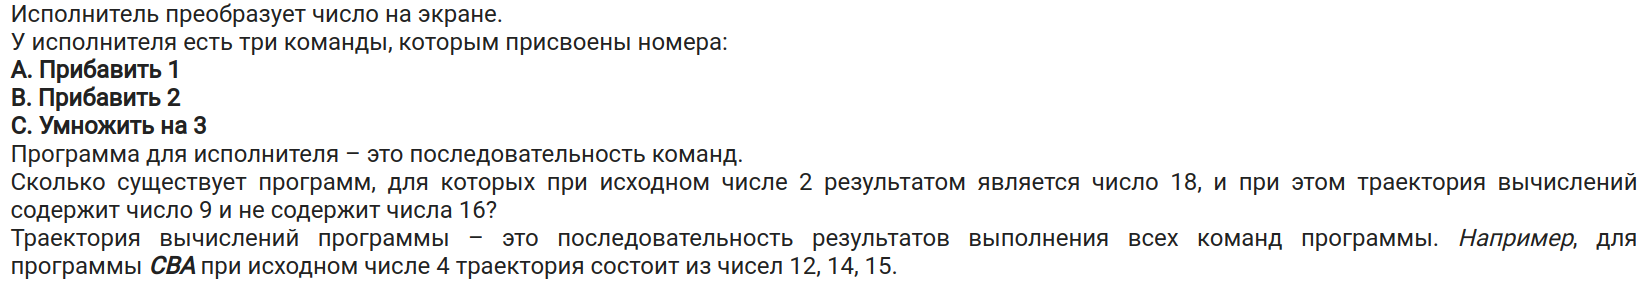 Исполнитель преобразует число на экране.
У исполнителя есть три команды, которым присвоены номера:
А. Прибавить 1
В. Прибавить 2
С. Умножить на 3
Программа для исполнителя – это последовательность команд.
Сколько существует программ, для которых при исходном числе 2 результатом является число 18, и при этом траектория вычислений
содержит число 9 и не содержит числа 16?
Траектория вычислений программы – это последовательность результатов выполнения всех команд программы. Например, для
программы СВА при исходном числе 4 траектория состоит из чисел 12, 14, 15.